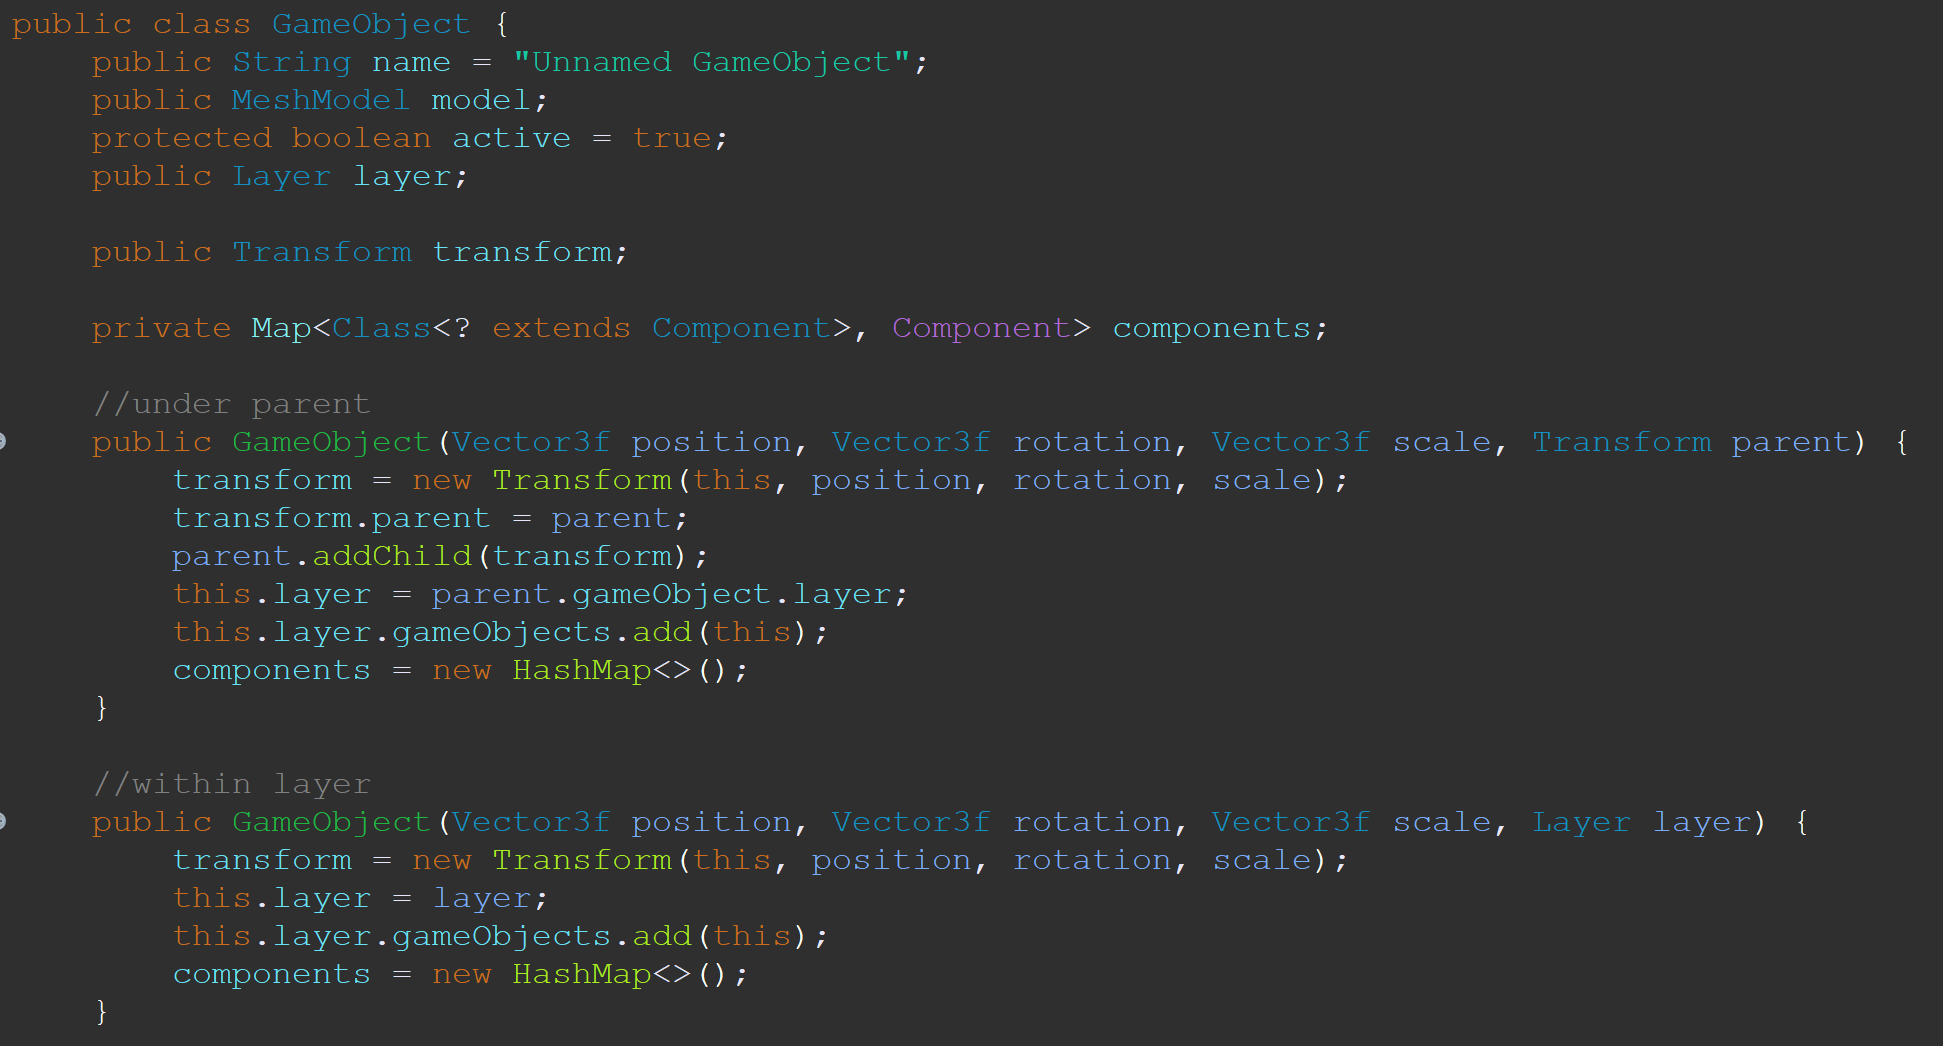 public class GameObject {
    public String name = "Unnamed GameObject";
    public MeshModel model;
    protected boolean active = true;
    public Layer layer;

    public Transform transform;

    private Map<Class<? extends Component>, Component> components;

    //under parent
    public GameObject(Vector3f position, Vector3f rotation, Vector3f scale, Transform parent) {
        transform = new Transform(this, position, rotation, scale);
        transform.parent = parent;
        parent.addChild(transform);
        this.layer = parent.gameObject.layer;
        this.layer.gameObjects.add(this);
        components = new HashMap<>();
    }

    //within layer
    public GameObject(Vector3f position, Vector3f rotation, Vector3f scale, Layer layer) {
        transform = new Transform(this, position, rotation, scale);
        this.layer = layer;
        this.layer.gameObjects.add(this);
        components = new HashMap<>();
    }